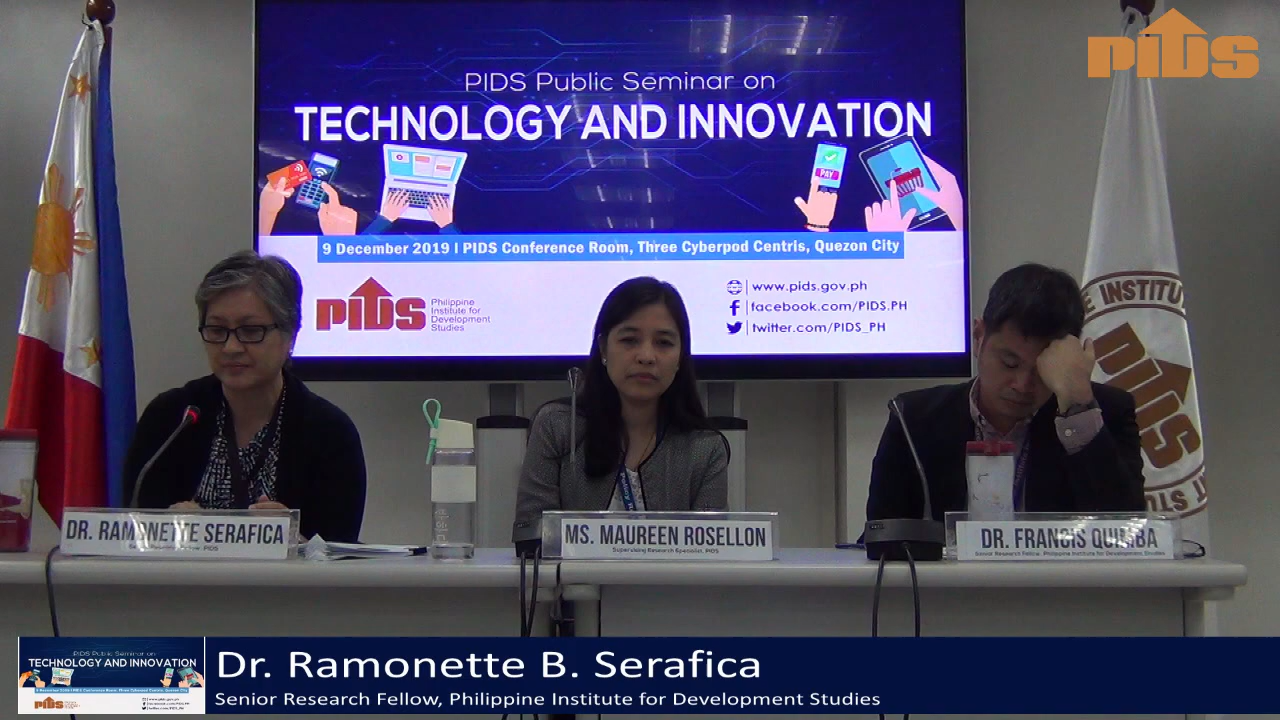 PIDS
PIDS Public Seminar on
TECHNOLOGY AND INNOVATION
PAY
9 December 2019 | PIDS Conference Room, Three Cyberpod Centris, Quezon City
PIDS
Philippine
Institute for
Development
Studies
www.pids.gov.ph
facebook.com/PIDS.PH
twitter.com/PIDS_PH
E INSTITU
PIDS
DR. RAMONETTE SERAFICA
MS. MAUREEN ROSELLON
Supervising Research Specialist, PIDS
DR. FRANCIS
Senior Research Fellow, Philippine Institute for Development Studies
PIDS Public Seminar on
TECHNOLOGY AND INNOVATION
PIDS
Dr. Ramonette B. Serafica
Senior Research Fellow, Philippine Institute for Development Studies